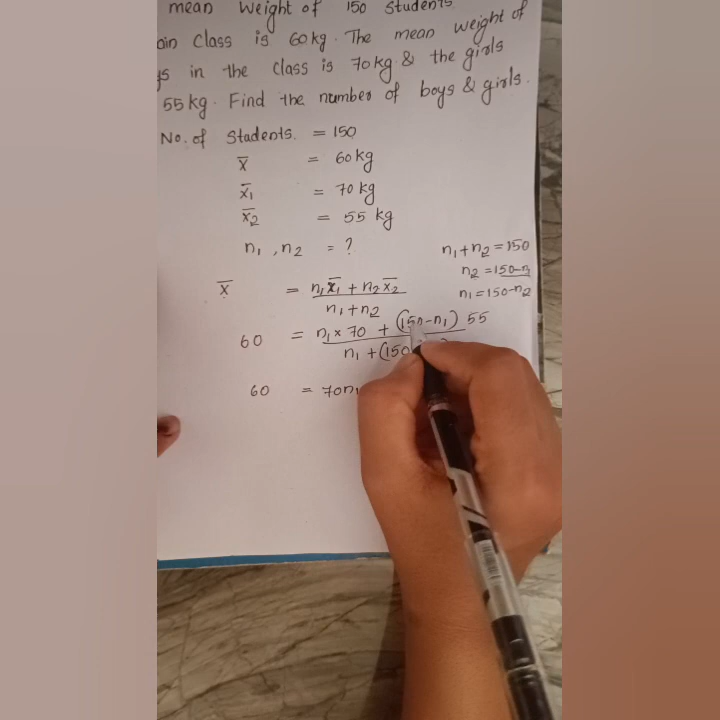 mean weight of 150 students
ain class is 60kg. The mean weight of
ys in the class is 70kg & the girls
55kg. Find the number of boys & girls.
No. of Students. = 150
x̄ = 60kg
x̄₁ = 70kg
x̄₂ = 55 kg
n₁, n₂ = ?
n₁+n₂ = 150
n₂ = 150-n₁
n₁ = 150-n₂
x̄ = n₁x̄₁ + n₂x̄₂
n₁+n₂
60 = n₁×70 + (150-n₁) 55
n₁ + (150
60 = 70n₁